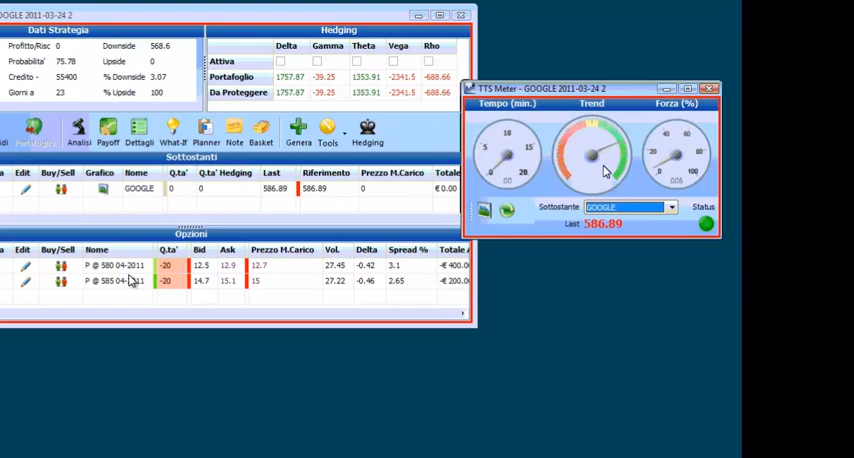 GOOGLE 2011-03-24 2
Dati Strategia
Hedging
Profitto/Risc 0 Downside 568.6
Probabilita' 75.78 Upside 0
Credito - 55400 % Downside 3.07
Giorni a 23 % Upside 100
Delta Gamma Theta Vega Rho
Attiva
Portafoglio 1757.87 -39.25 1353.91 -2341.5 -688.66
Da Proteggere 1757.87 -39.25 1353.91 -2341.5 -688.66
Portafoglio Analisi Payoff Dettagli What-If Planner Note Basket Genera Tools Hedging
Sottostanti
Edit Buy/Sell Grafico Nome Q.ta' Q.ta' Hedging Last Riferimento Prezzo M.Carico Totale
GOOGLE 0 0 586.89 586.89 0 € 0.00
Opzioni
Edit Buy/Sell Nome Q.ta' Bid Ask Prezzo M.Carico Vol. Delta Spread % Totale
P @ 580 04-2011 -20 12.5 12.9 12.7 27.45 -0.42 3.1 -€ 400.
P @ 585 04-2011 -20 14.7 15.1 15 27.22 -0.46 2.65 -€ 200.
TTS Meter - GOOGLE 2011-03-24 2
Tempo (min.) Trend Forza (%)
0 5 10 15 20
00
0 20 40 60 80 100
006
Sottostante GOOGLE Status
Last 586.89